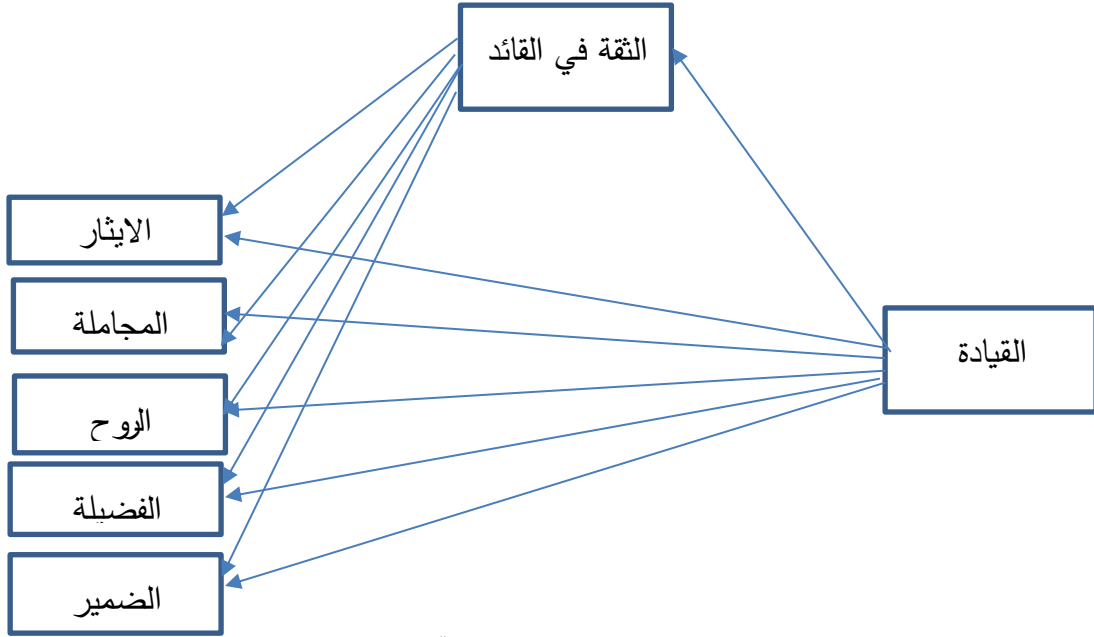 الثقة في القائد
الايثار
المجاملة
القيادة
الروح
الفضيلة
الضمير